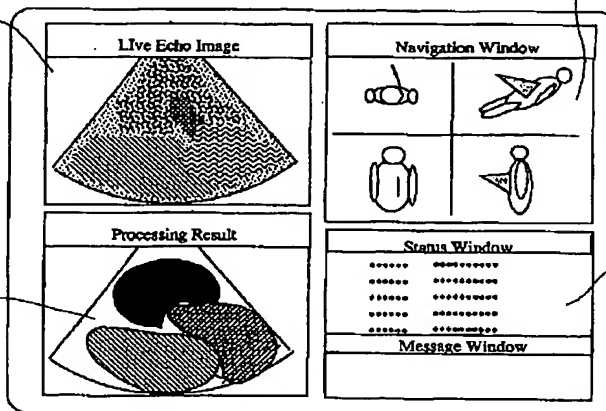 LIve Echo Image
Navigation Window
Processing Result
Status Window
Message Window